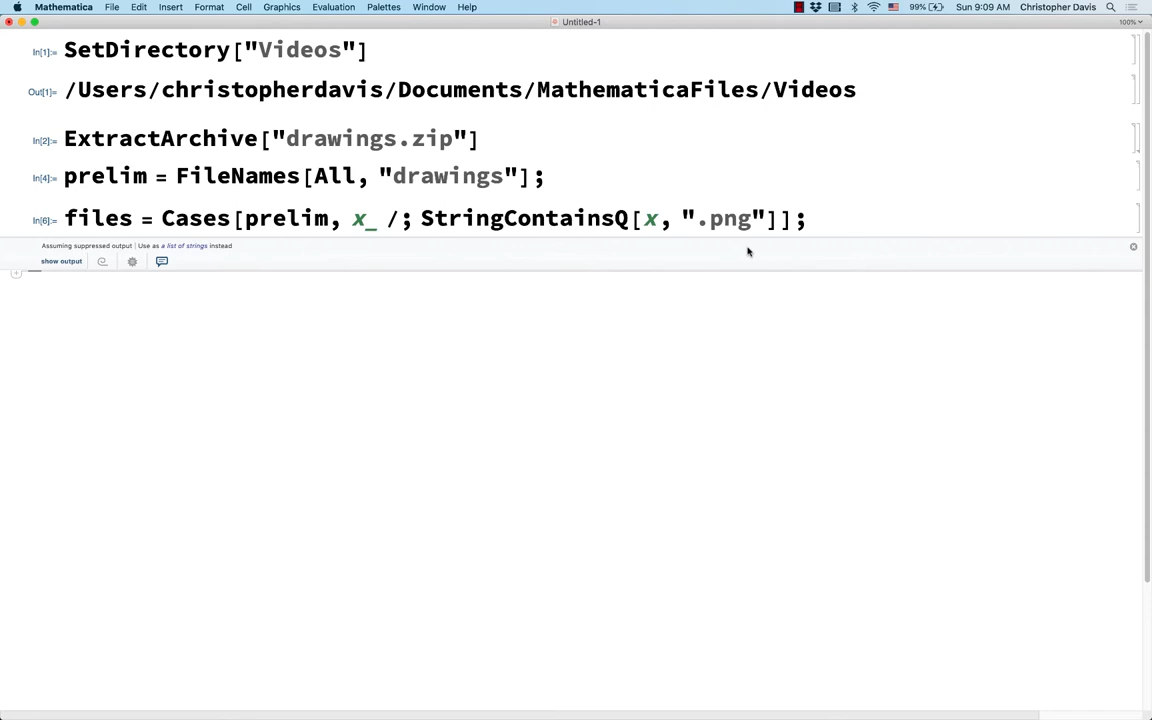 Mathematica File Edit Insert Format Cell Graphics Evaluation Palettes Window Help 99% Sun 9:09 AM Christopher Davis
Untitled-1 100%
In[1]:= SetDirectory["Videos"]
Out[1]= /Users/christopherdavis/Documents/MathematicaFiles/Videos
In[2]:= ExtractArchive["drawings.zip"]
In[4]:= prelim = FileNames[All, "drawings"];
In[6]:= files = Cases[prelim, x_ /; StringContainsQ[x, ".png"]];
Assuming suppressed output | Use as a list of strings instead
show output